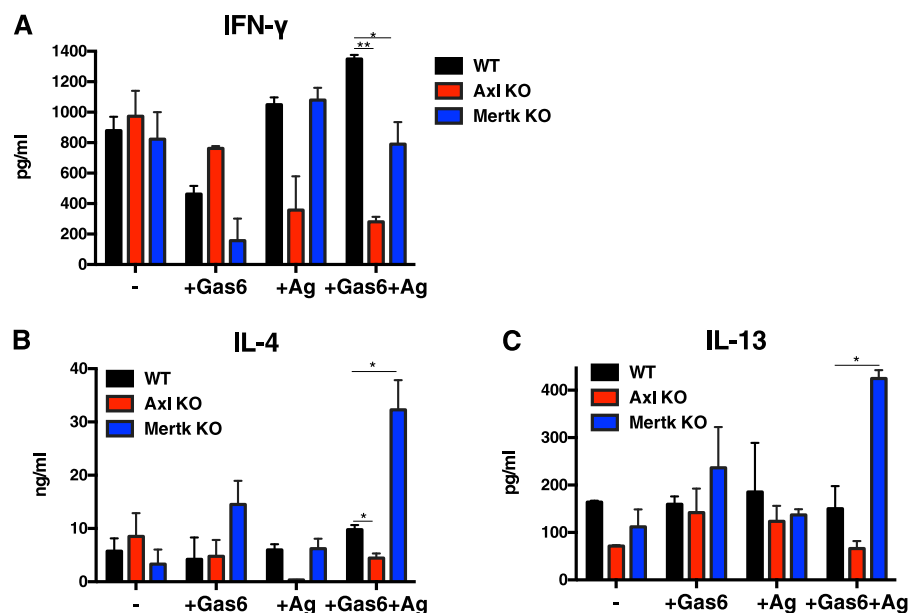 A
IFN-γ
1400
1200
1000
800
600
400
200
0
pg/ml
*
**
WT
Axl KO
Mertk KO
- +Gas6 +Ag +Gas6+Ag
B
IL-4
40
30
20
10
0
ng/ml
WT
Axl KO
Mertk KO
*
*
- +Gas6 +Ag +Gas6+Ag
C
IL-13
400
300
200
150
100
50
0
pg/ml
WT
Axl KO
Mertk KO
*
- +Gas6 +Ag +Gas6+Ag